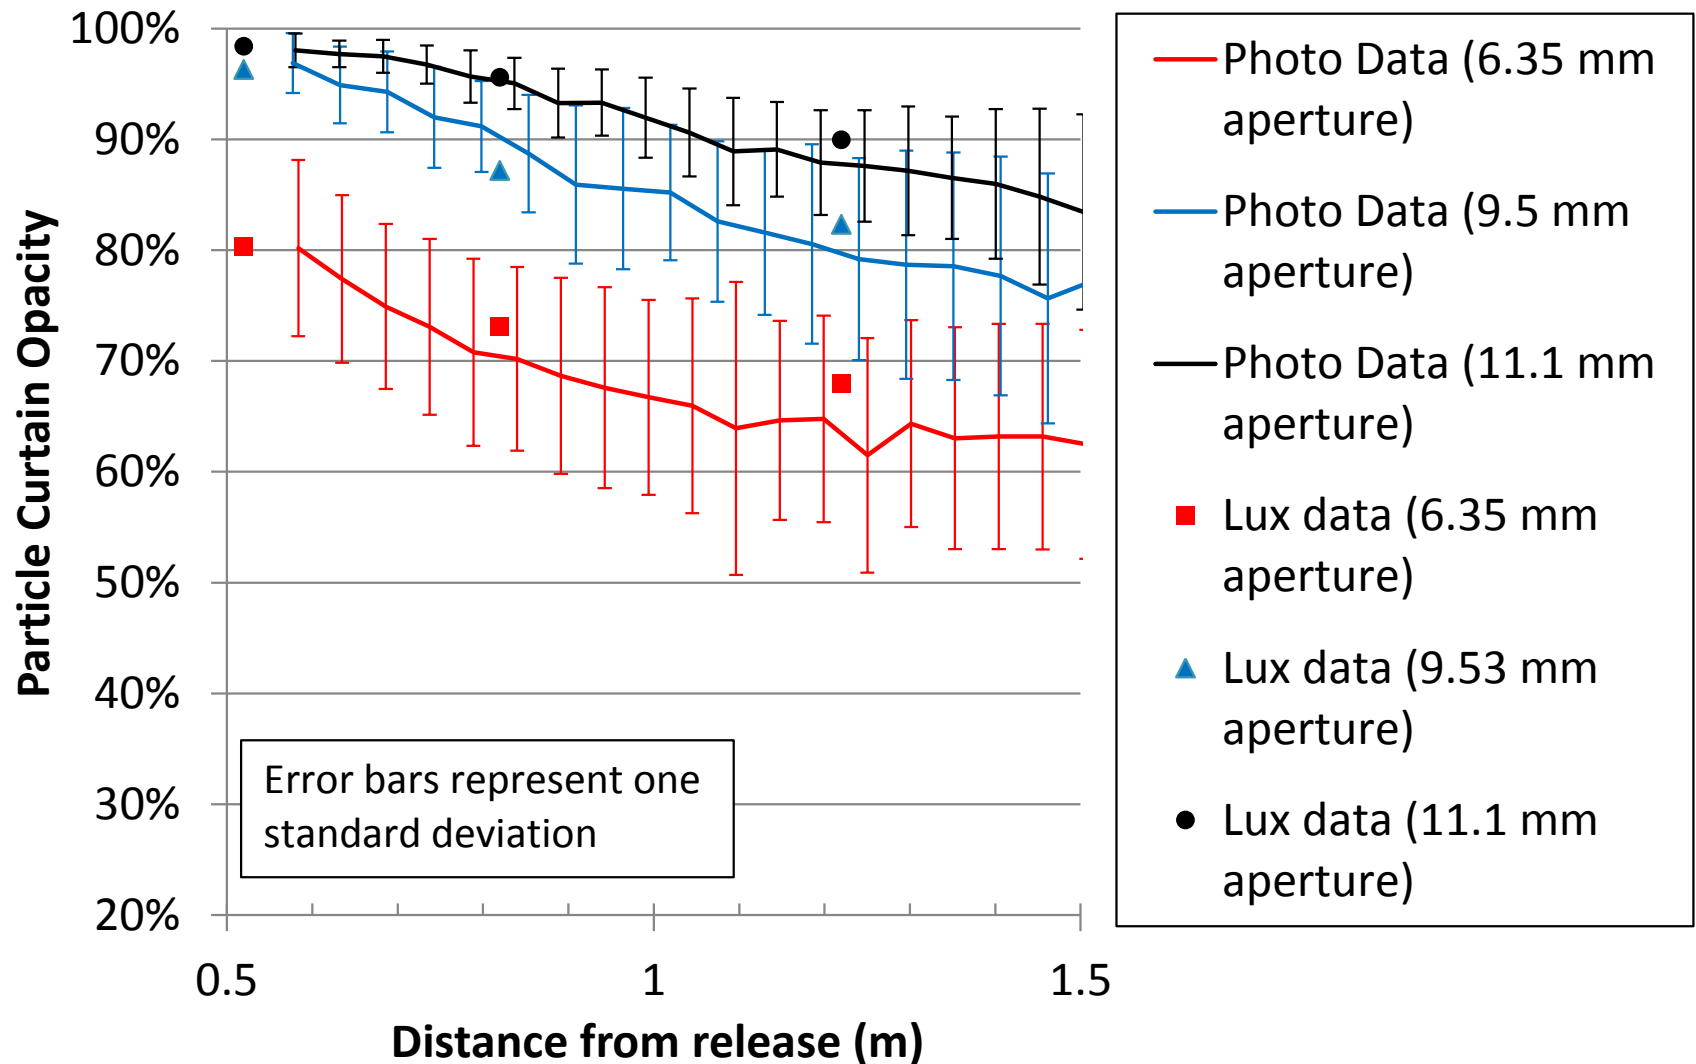 100%
90%
80%
70%
60%
50%
40%
30%
20%
Particle Curtain Opacity
0.5
1
1.5
Distance from release (m)
Error bars represent one
standard deviation
Photo Data (6.35 mm
aperture)
Photo Data (9.5 mm
aperture)
Photo Data (11.1 mm
aperture)
Lux data (6.35 mm
aperture)
Lux data (9.53 mm
aperture)
Lux data (11.1 mm
aperture)